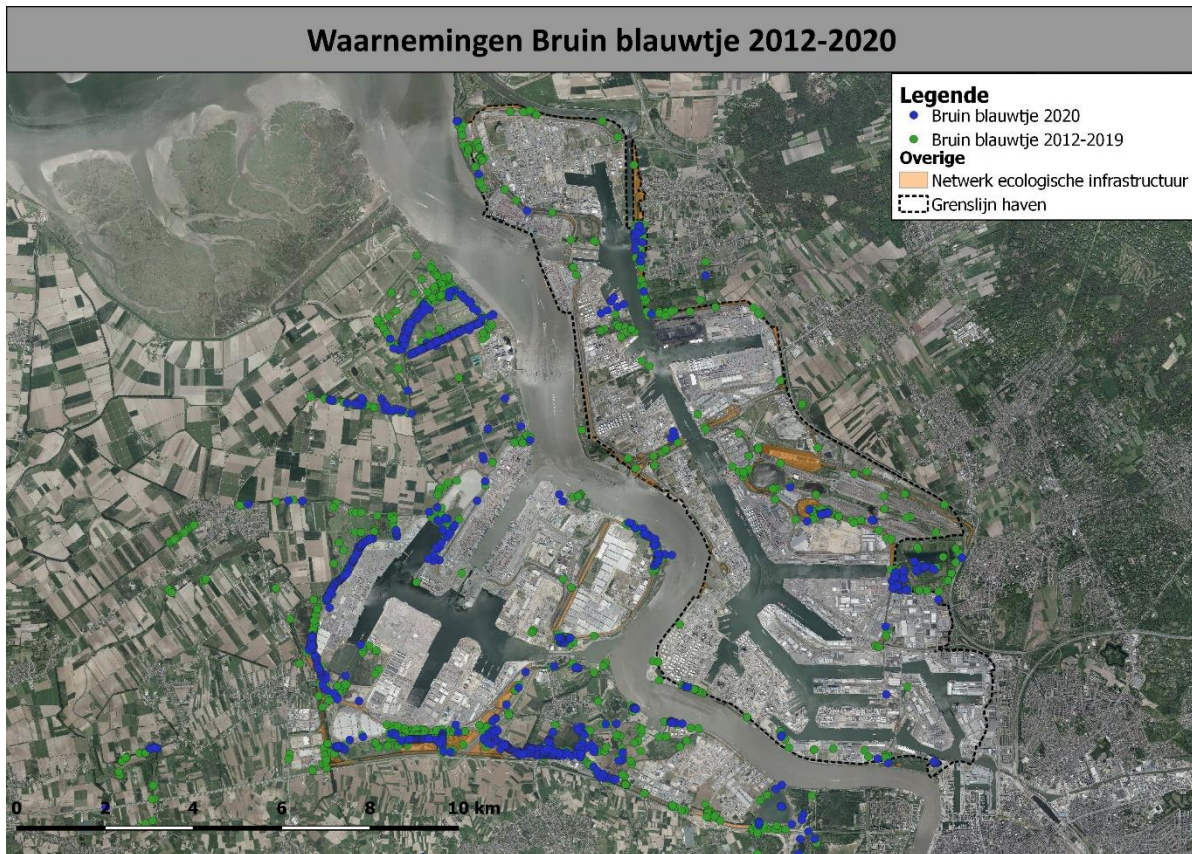 Waarnemingen Bruin blauwtje 2012-2020
Legende
Bruin blauwtje 2020
Bruin blauwtje 2012-2019
Overige
Netwerk ecologische infrastructuur
Grenslijn haven
0 2 4 6 8 10 km